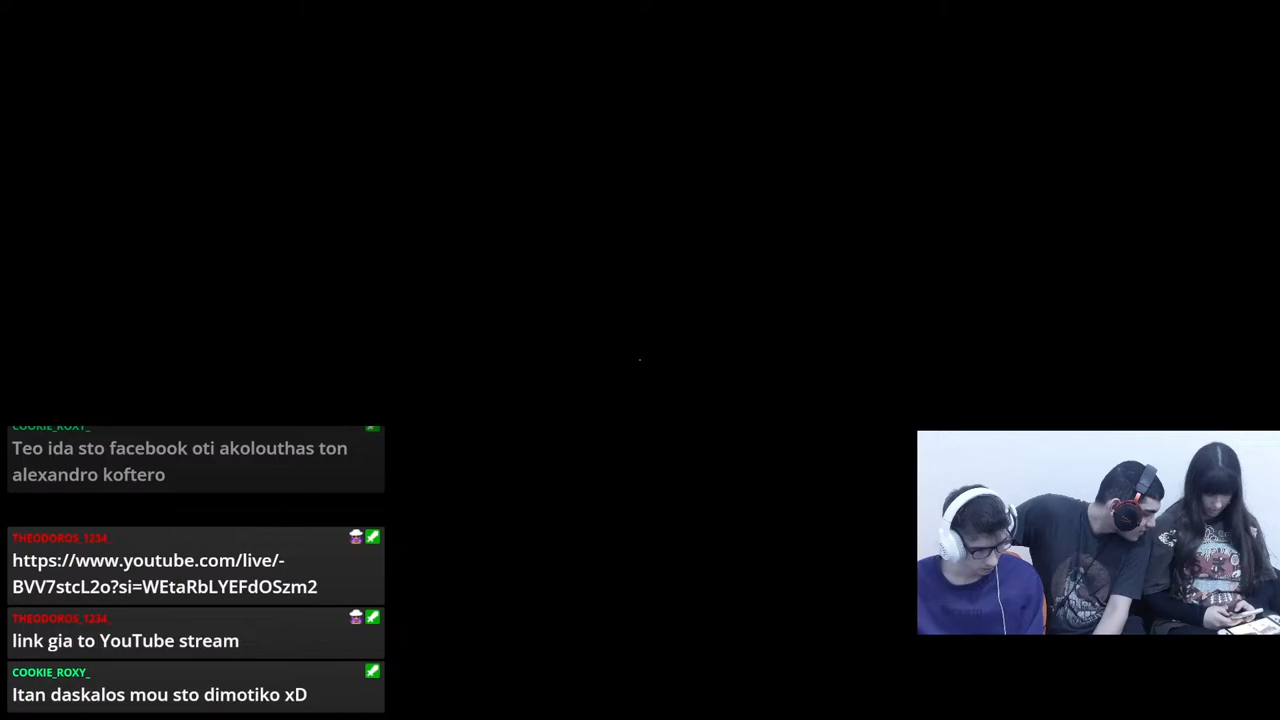 COOKIE_ROXY_
Teo ida sto facebook oti akolouthas ton
alexandro koftero
THEODOROS_1234_
https://www.youtube.com/live/-
BVV7stcL2o?si=WEtaRbLYEFdOSzm2
THEODOROS_1234_
link gia to YouTube stream
COOKIE_ROXY_
Itan daskalos mou sto dimotiko xD